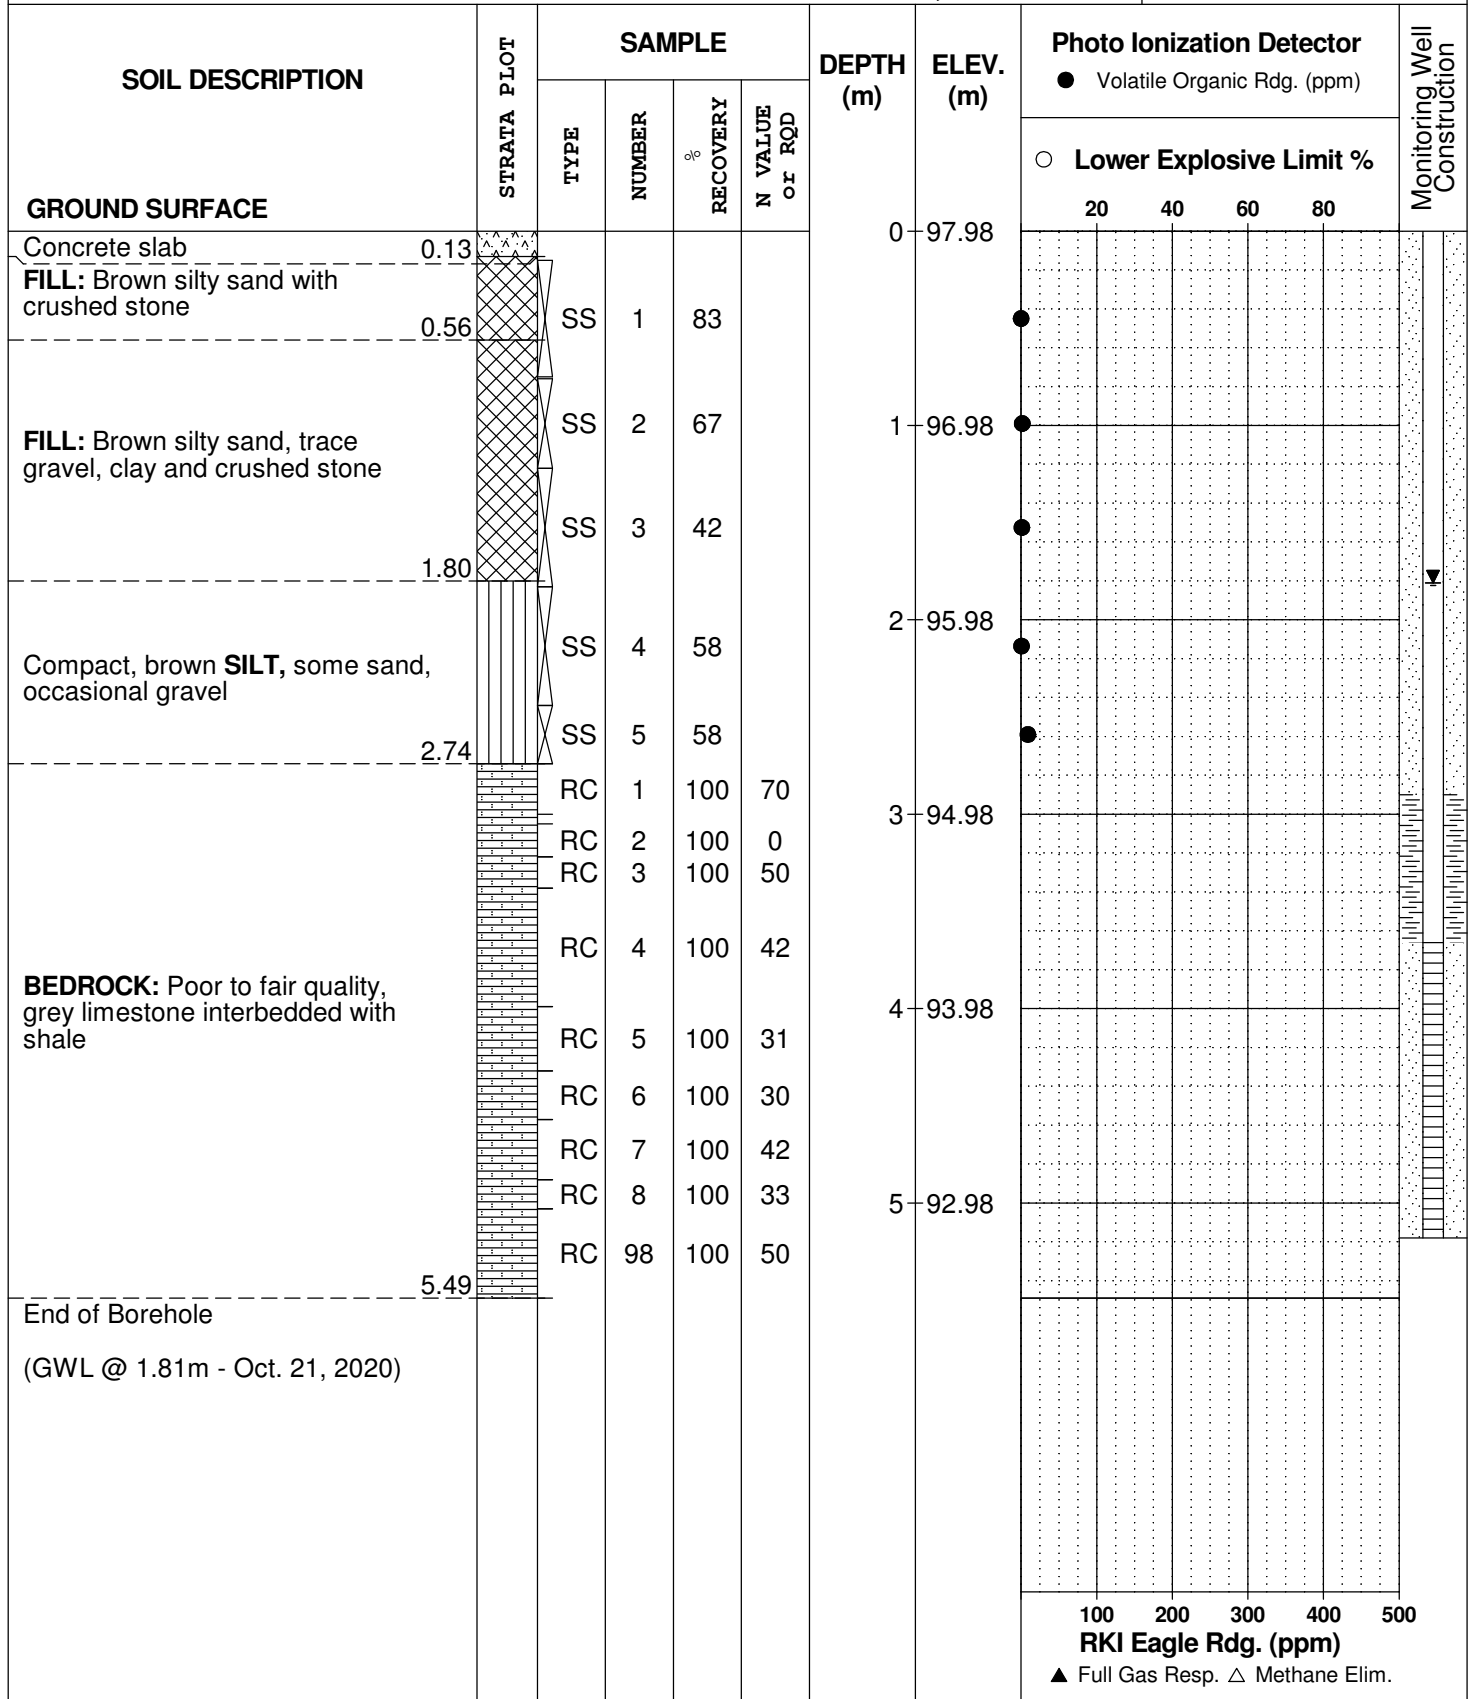 SOIL DESCRIPTION
GROUND SURFACE
STRATA PLOT
SAMPLE
TYPE
NUMBER
%
RECOVERY
N VALUE
or RQD
DEPTH
(m)
ELEV.
(m)
Photo Ionization Detector
● Volatile Organic Rdg. (ppm)
○ Lower Explosive Limit %
20 40 60 80
Monitoring Well
Construction
0 97.98
Concrete slab 0.13
FILL: Brown silty sand with
crushed stone
0.56
SS 1 83
SS 2 67
1 96.98
FILL: Brown silty sand, trace
gravel, clay and crushed stone
SS 3 42
1.80
2 95.98
SS 4 58
Compact, brown SILT, some sand,
occasional gravel
SS 5 58
2.74
RC 1 100 70
3 94.98
RC 2 100 0
RC 3 100 50
RC 4 100 42
BEDROCK: Poor to fair quality,
grey limestone interbedded with
shale
4 93.98
RC 5 100 31
RC 6 100 30
RC 7 100 42
RC 8 100 33
5 92.98
RC 98 100 50
5.49
End of Borehole
(GWL @ 1.81m - Oct. 21, 2020)
100 200 300 400 500
RKI Eagle Rdg. (ppm)
▲ Full Gas Resp. △ Methane Elim.